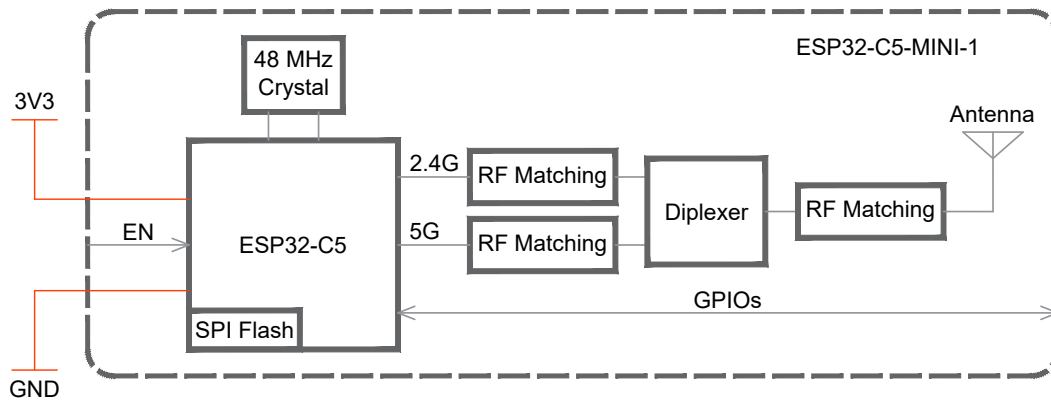 ESP32-C5-MINI-1
48 MHz
Crystal
3V3
Antenna
2.4G
RF Matching
Diplexer
RF Matching
EN
ESP32-C5
5G
RF Matching
GPIOs
SPI Flash
GND